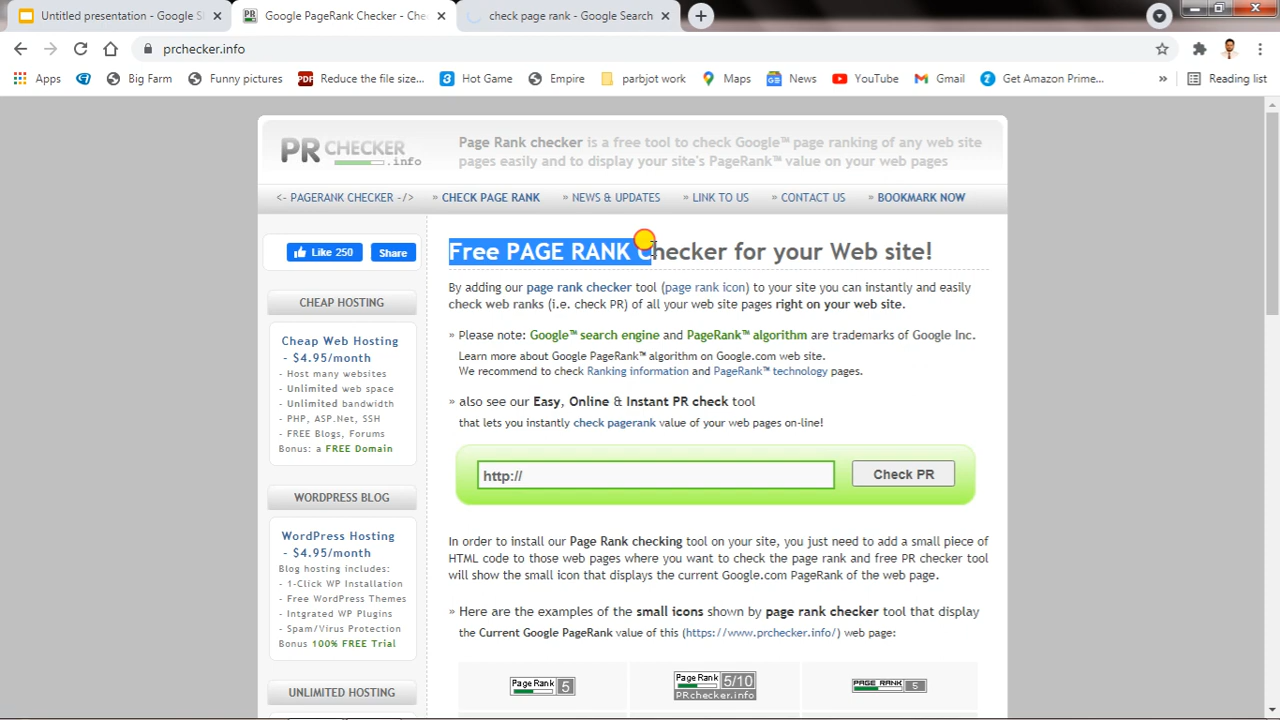 Untitled presentation - Google Sl
Google PageRank Checker - Che
check page rank - Google Search
prchecker.info
Apps
Big Farm
Funny pictures
PDF
Reduce the file size...
Hot Game
Empire
parbjot work
Maps
News
YouTube
Gmail
Get Amazon Prime...
»
Reading list
PR CHECKER .info
Page Rank checker is a free tool to check Google™ page ranking of any web site
pages easily and to display your site's PageRank™ value on your web pages
<- PAGERANK CHECKER -/>
» CHECK PAGE RANK
» NEWS & UPDATES
» LINK TO US
» CONTACT US
» BOOKMARK NOW
Like 250
Share
CHEAP HOSTING
Cheap Web Hosting
- $4.95/month
- Host many websites
- Unlimited web space
- Unlimited bandwidth
- PHP, ASP.Net, SSH
- FREE Blogs, Forums
Bonus: a FREE Domain
WORDPRESS BLOG
WordPress Hosting
- $4.95/month
Blog hosting includes:
- 1-Click WP Installation
- Free WordPress Themes
- Intgrated WP Plugins
- Spam/Virus Protection
Bonus 100% FREE Trial
UNLIMITED HOSTING
Free PAGE RANK Checker for your Web site!
By adding our page rank checker tool (page rank icon) to your site you can instantly and easily
check web ranks (i.e. check PR) of all your web site pages right on your web site.
» Please note: Google™ search engine and PageRank™ algorithm are trademarks of Google Inc.
Learn more about Google PageRank™ algorithm on Google.com web site.
We recommend to check Ranking information and PageRank™ technology pages.
» also see our Easy, Online & Instant PR check tool
that lets you instantly check pagerank value of your web pages on-line!
http://
Check PR
In order to install our Page Rank checking tool on your site, you just need to add a small piece of
HTML code to those web pages where you want to check the page rank and free PR checker tool
will show the small icon that displays the current Google.com PageRank of the web page.
» Here are the examples of the small icons shown by page rank checker tool that display
the Current Google PageRank value of this (https://www.prchecker.info/) web page:
Page Rank 5
Page Rank 5/10
PRchecker.info
PAGE RANK 5